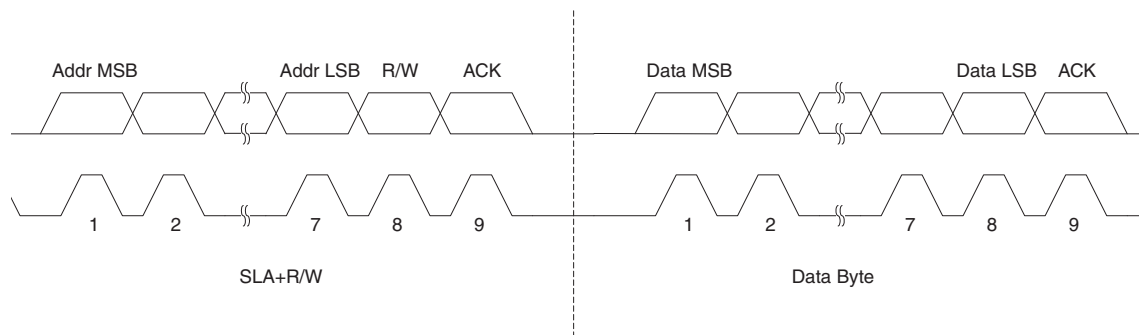 Addr MSB Addr LSB R/W ACK Data MSB Data LSB ACK
1 2 7 8 9 1 2 7 8 9
SLA+R/W Data Byte